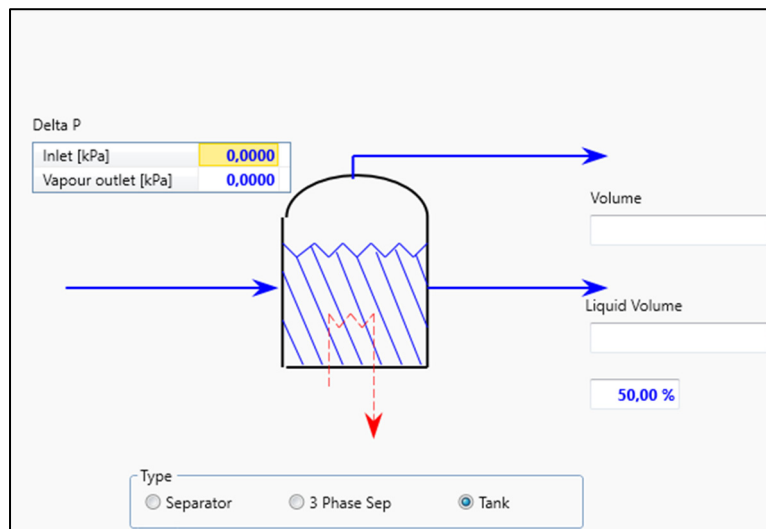 Delta P
Inlet [kPa] 0,0000
Vapour outlet [kPa] 0,0000
Volume
Liquid Volume
50,00 %
Type
Separator 3 Phase Sep Tank